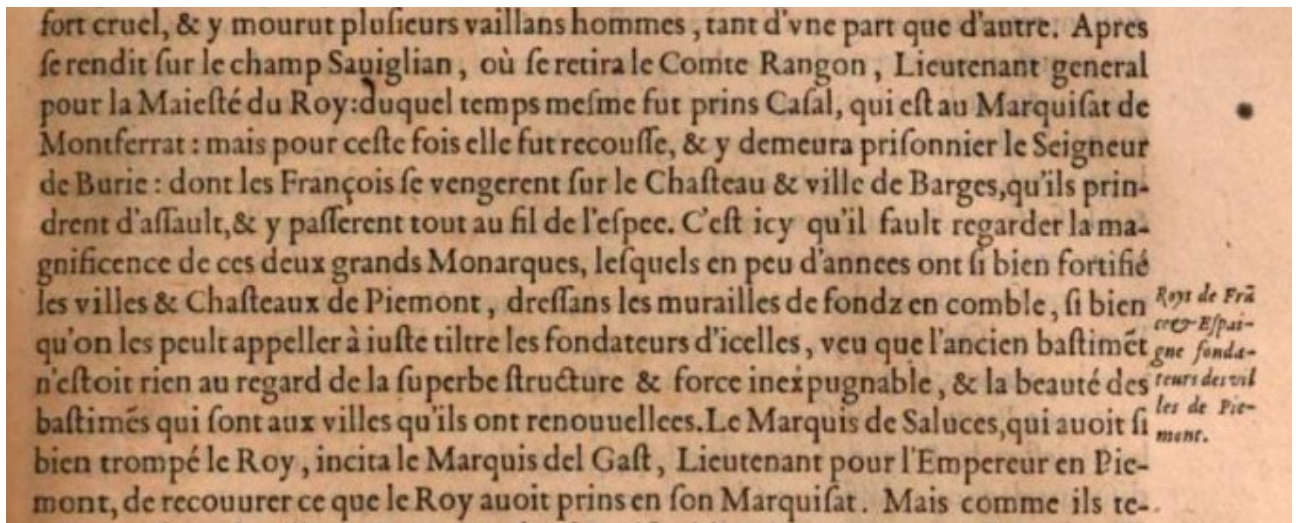 fort cruel, & y mourut pluſieurs vaillans hommes, tant d'vne part que d'autre. Apres
ſe rendit ſur le champ Sauiglian, où ſe retira le Comte Rangon, Lieutenant general
pour la Maieſté du Roy: duquel temps meſme fut prins Caſal, qui eſt au Marquiſat de
Montferrat: mais pour ceſte fois elle fut recouſſe, & y demeura priſonnier le Seigneur
de Burie: dont les François ſe vengerent ſur le Chaſteau & ville de Barges, qu'ils prin-
drent d'aſſault, & y paſſerent tout au fil de l'eſpee. C'eſt icy qu'il fault regarder la ma-
gnificence de ces deux grands Monarques, leſquels en peu d'annees ont ſi bien fortifié
les villes & Chaſteaux de Piemont, dreſſans les murailles de fondz en comble, ſi bien
qu'on les peult appeller à iuſte tiltre les fondateurs d'icelles, veu que l'ancien baſtimẽt
n'eſtoit rien au regard de la ſuperbe ſtructure & force inexpugnable, & la beauté des
baſtimẽs qui ſont aux villes qu'ils ont renouuellees. Le Marquis de Saluces, qui auoit ſi
bien trompé le Roy, incita le Marquis del Gaſt, Lieutenant pour l'Empereur en Pie-
mont, de recouurer ce que le Roy auoit prins en ſon Marquiſat. Mais comme ils te-
Roys de Frã
ce & Eſpai-
gne fonda-
teurs des vil
les de Pie-
mont.